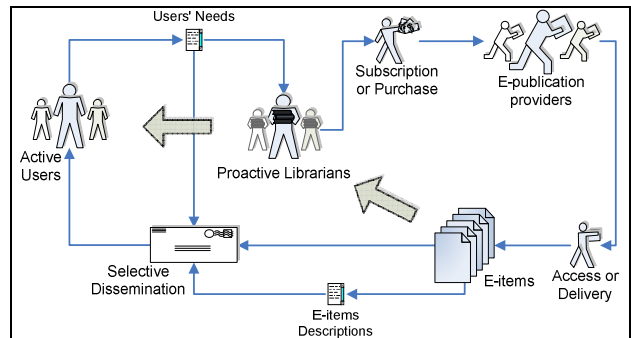 Users' Needs
Subscription
or Purchase
E-publication
providers
Active
Users
Proactive Librarians
Selective
Dissemination
E-items
Access or
Delivery
E-items
Descriptions